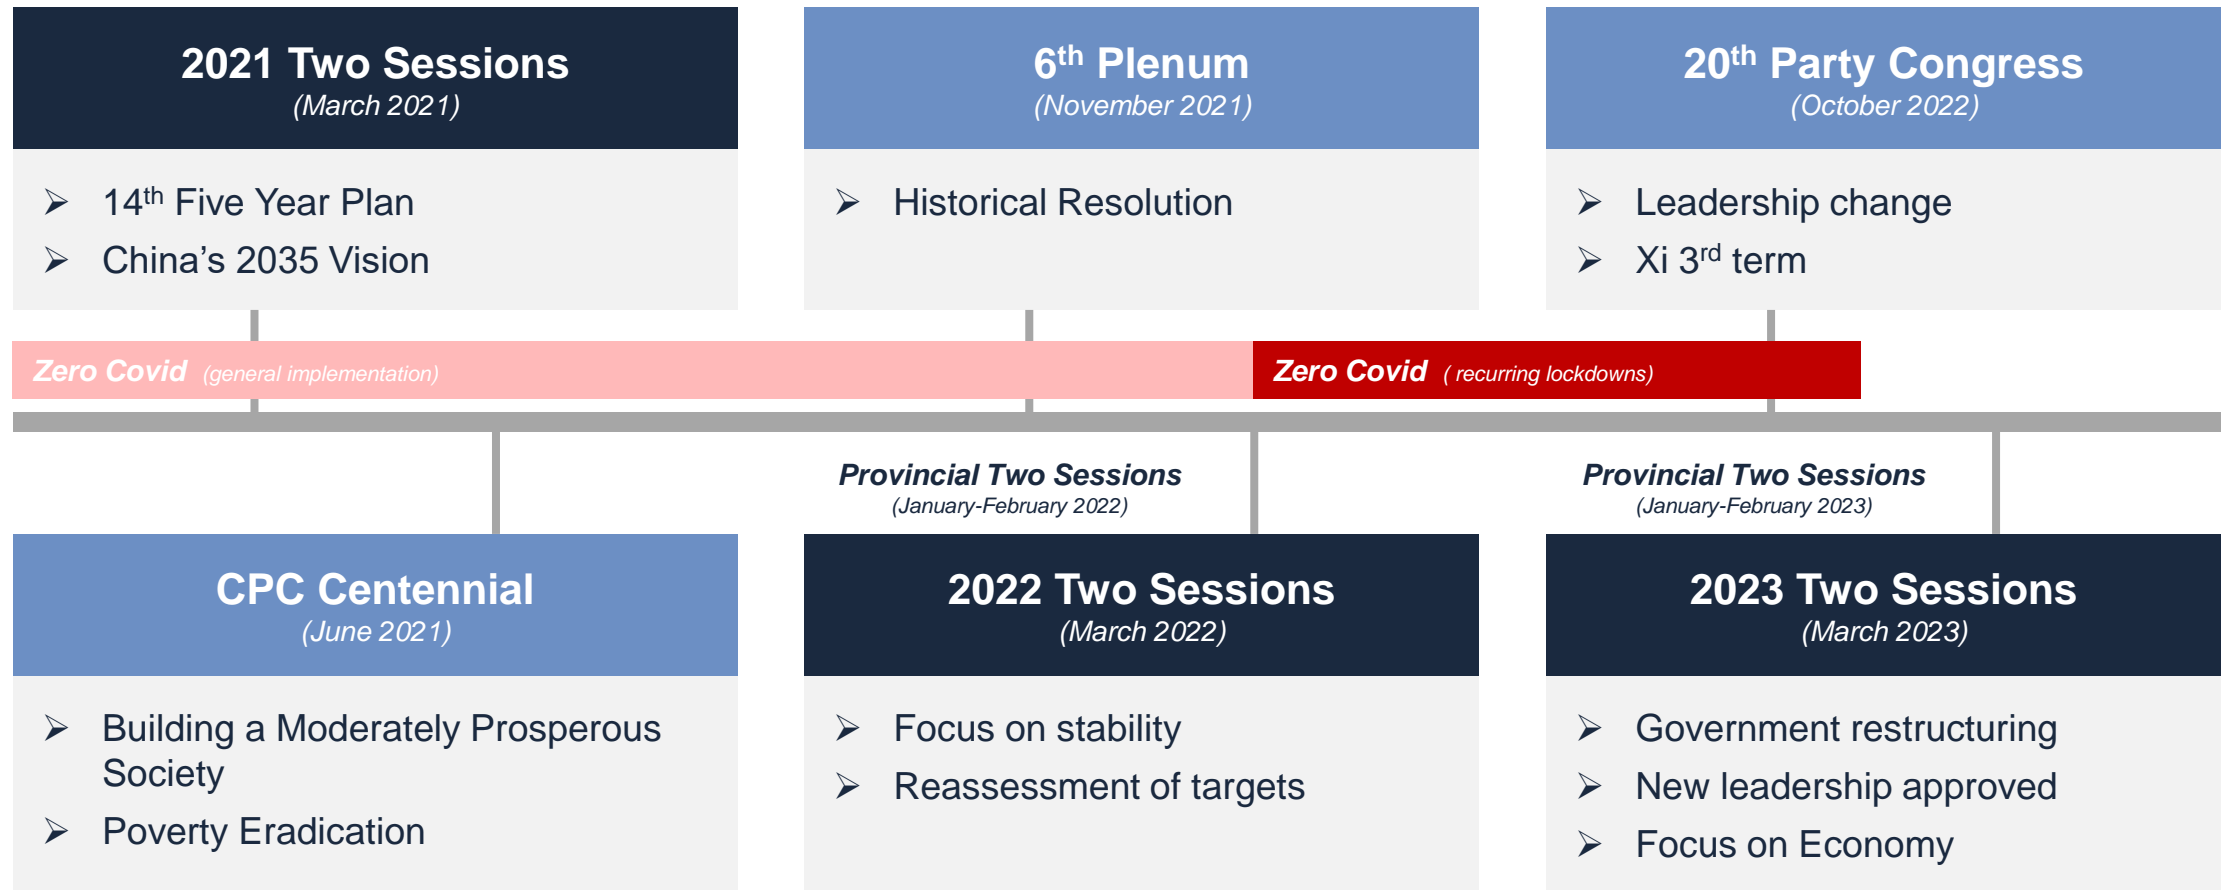 2021 Two Sessions
(March 2021)
➢ 14th Five Year Plan
➢ China’s 2035 Vision
6th Plenum
(November 2021)
➢ Historical Resolution
20th Party Congress
(October 2022)
➢ Leadership change
➢ Xi 3rd term
Zero Covid (general implementation)
Zero Covid ( recurring lockdowns)
Provincial Two Sessions
(January-February 2022)
Provincial Two Sessions
(January-February 2023)
CPC Centennial
(June 2021)
➢ Building a Moderately Prosperous
Society
➢ Poverty Eradication
2022 Two Sessions
(March 2022)
➢ Focus on stability
➢ Reassessment of targets
2023 Two Sessions
(March 2023)
➢ Government restructuring
➢ New leadership approved
➢ Focus on Economy